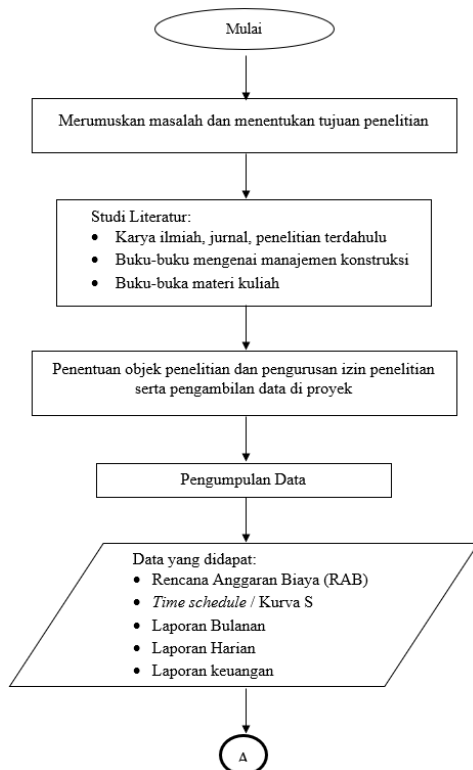 Mulai
Merumuskan masalah dan menentukan tujuan penelitian
Studi Literatur:
• Karya ilmiah, jurnal, penelitian terdahulu
• Buku-buku mengenai manajemen konstruksi
• Buku-buka materi kuliah
Penentuan objek penelitian dan pengurusan izin penelitian
serta pengambilan data di proyek
Pengumpulan Data
Data yang didapat:
• Rencana Anggaran Biaya (RAB)
• Time schedule / Kurva S
• Laporan Bulanan
• Laporan Harian
• Laporan keuangan
A